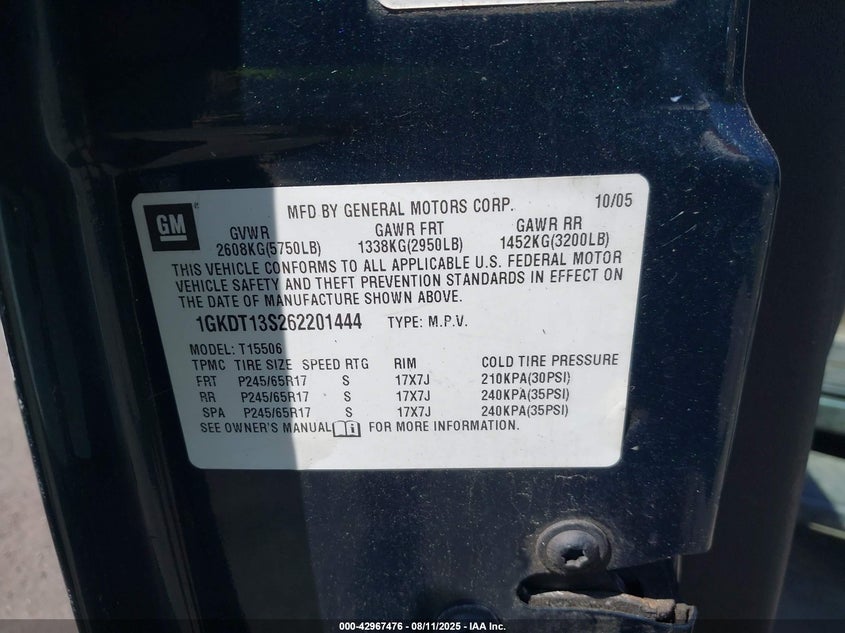 GM
MFD BY GENERAL MOTORS CORP. 10/05
GVWR GAWR FRT GAWR RR
2608KG(5750LB) 1338KG(2950LB) 1452KG(3200LB)
THIS VEHICLE CONFORMS TO ALL APPLICABLE U.S. FEDERAL MOTOR
VEHICLE SAFETY AND THEFT PREVENTION STANDARDS IN EFFECT ON
THE DATE OF MANUFACTURE SHOWN ABOVE.
1GKDT13S262201444 TYPE: M.P.V.
MODEL: T15506
TPMC TIRE SIZE SPEED RTG RIM COLD TIRE PRESSURE
FRT P245/65R17 S 17X7J 210KPA(30PSI)
RR P245/65R17 S 17X7J 240KPA(35PSI)
SPA P245/65R17 S 17X7J 240KPA(35PSI)
SEE OWNER'S MANUAL FOR MORE INFORMATION.
000-42967476 - 08/11/2025 - IAA Inc.